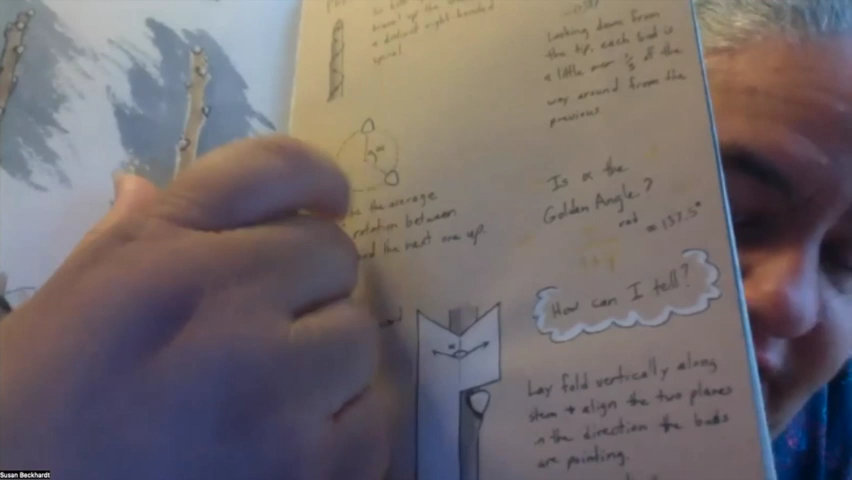 a distinct right-handed
spiral
Looking down from
the tip, each bud is
a little over 1/3 of the
way around from the
previous.
the average
rotation between
and the next one up.
Is α the
Golden Angle?
rad ≈ 137.5°
How can I tell?
Lay fold vertically along
stem + align the two planes
in the direction the buds
are pointing.
Susan Beckhardt